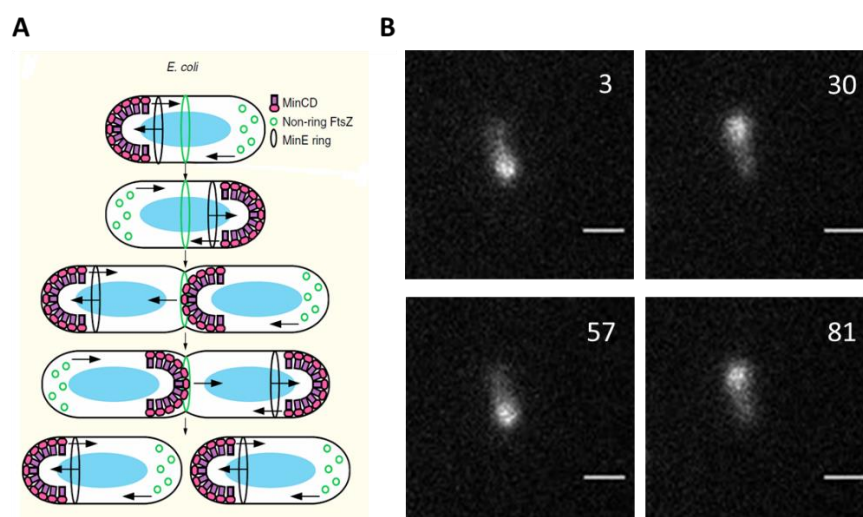 A
B
E. coli
MinCD
Non-ring FtsZ
MinE ring
3
30
57
81